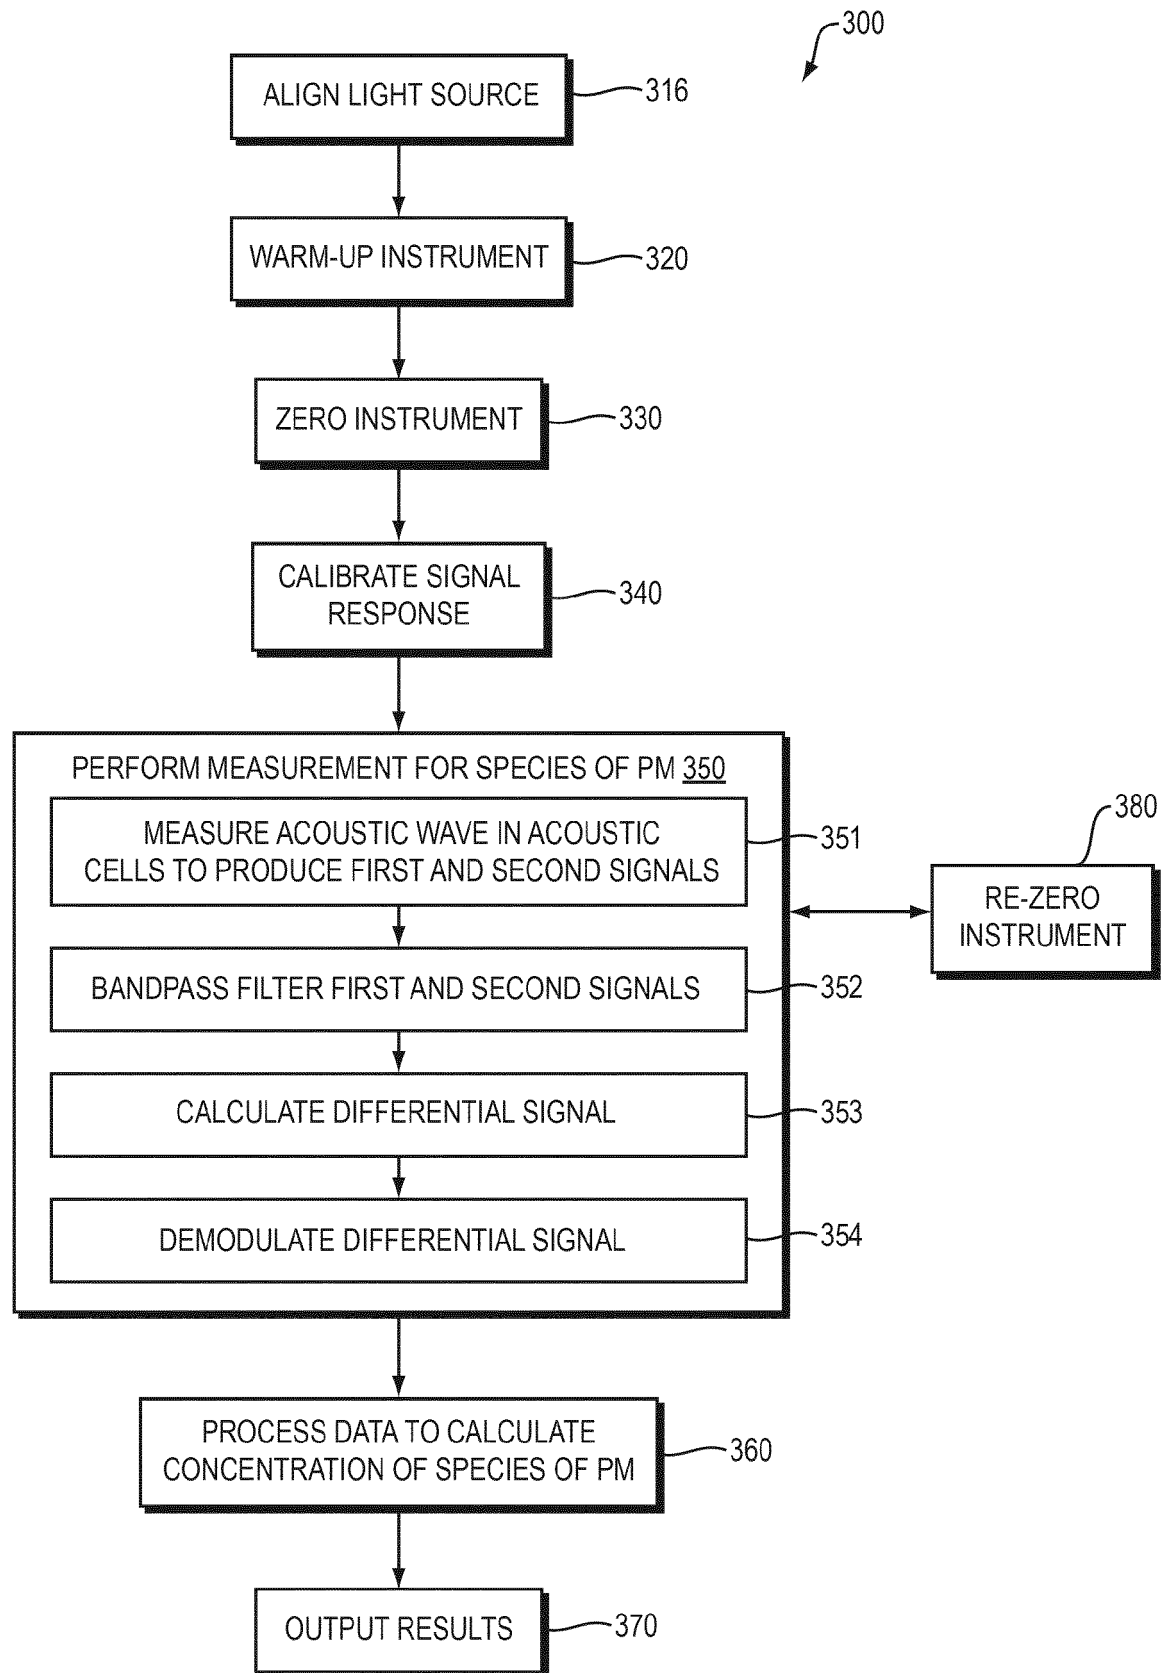 300
ALIGN LIGHT SOURCE
316
WARM-UP INSTRUMENT
320
ZERO INSTRUMENT
330
CALIBRATE SIGNAL
RESPONSE
340
PERFORM MEASUREMENT FOR SPECIES OF PM 350
MEASURE ACOUSTIC WAVE IN ACOUSTIC
CELLS TO PRODUCE FIRST AND SECOND SIGNALS
351
BANDPASS FILTER FIRST AND SECOND SIGNALS
352
CALCULATE DIFFERENTIAL SIGNAL
353
DEMODULATE DIFFERENTIAL SIGNAL
354
380
RE-ZERO
INSTRUMENT
PROCESS DATA TO CALCULATE
CONCENTRATION OF SPECIES OF PM
360
OUTPUT RESULTS
370